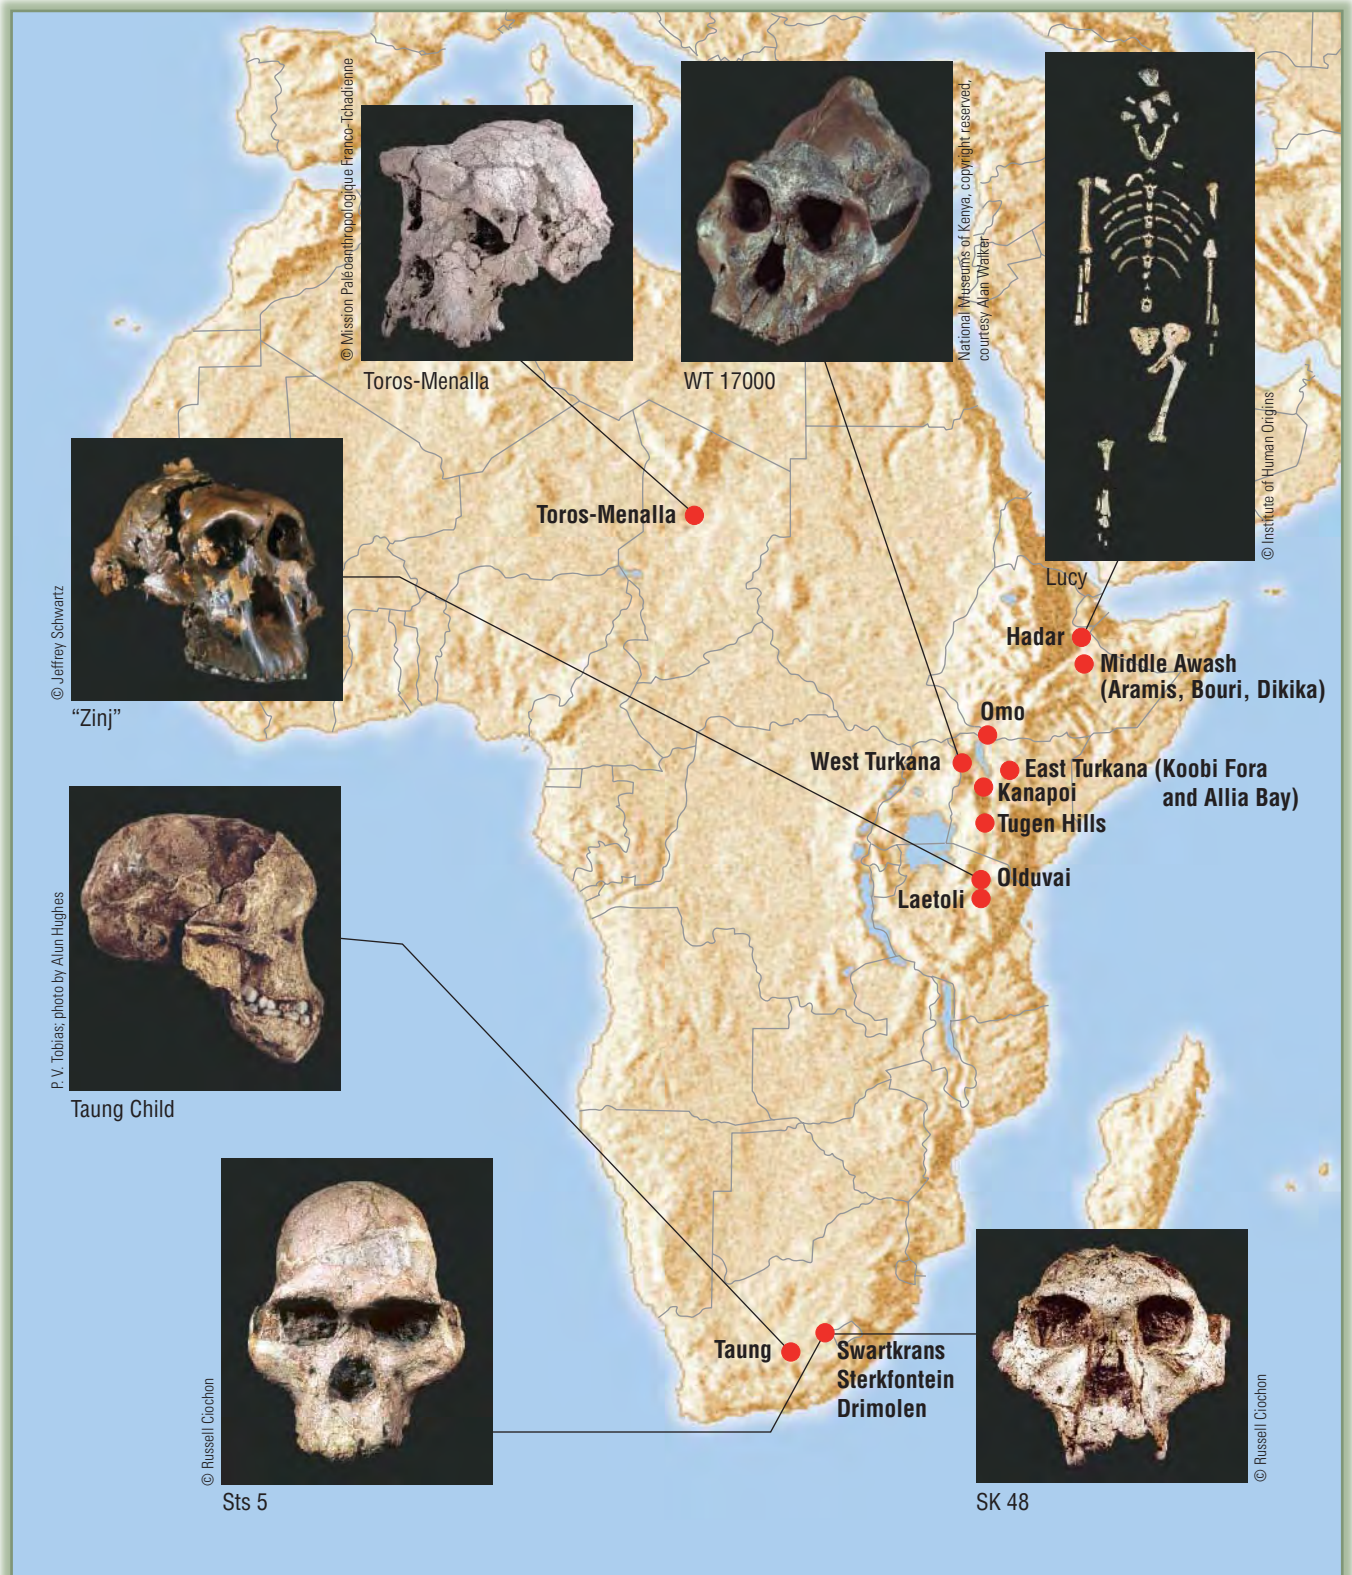 © Mission Paléoanthropologique Franco-Tchadienne
Toros-Menalla
National Museums of Kenya, copyright reserved,
courtesy Alan Walker
WT 17000
© Institute of Human Origins
Lucy
© Jeffrey Schwartz
“Zinj”
Toros-Menalla
Hadar
Middle Awash
(Aramis, Bouri, Dikika)
Omo
West Turkana
East Turkana (Koobi Fora
and Allia Bay)
Kanapoi
Tugen Hills
Olduvai
Laetoli
P. V. Tobias; photo by Alun Hughes
Taung Child
Taung
Swartkrans
Sterkfontein
Drimolen
© Russell Ciochon
Sts 5
© Russell Ciochon
SK 48